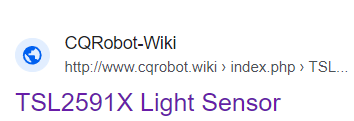 CQRobot-Wiki
http://www.cqrobot.wiki › index.php › TSL...
TSL2591X Light Sensor